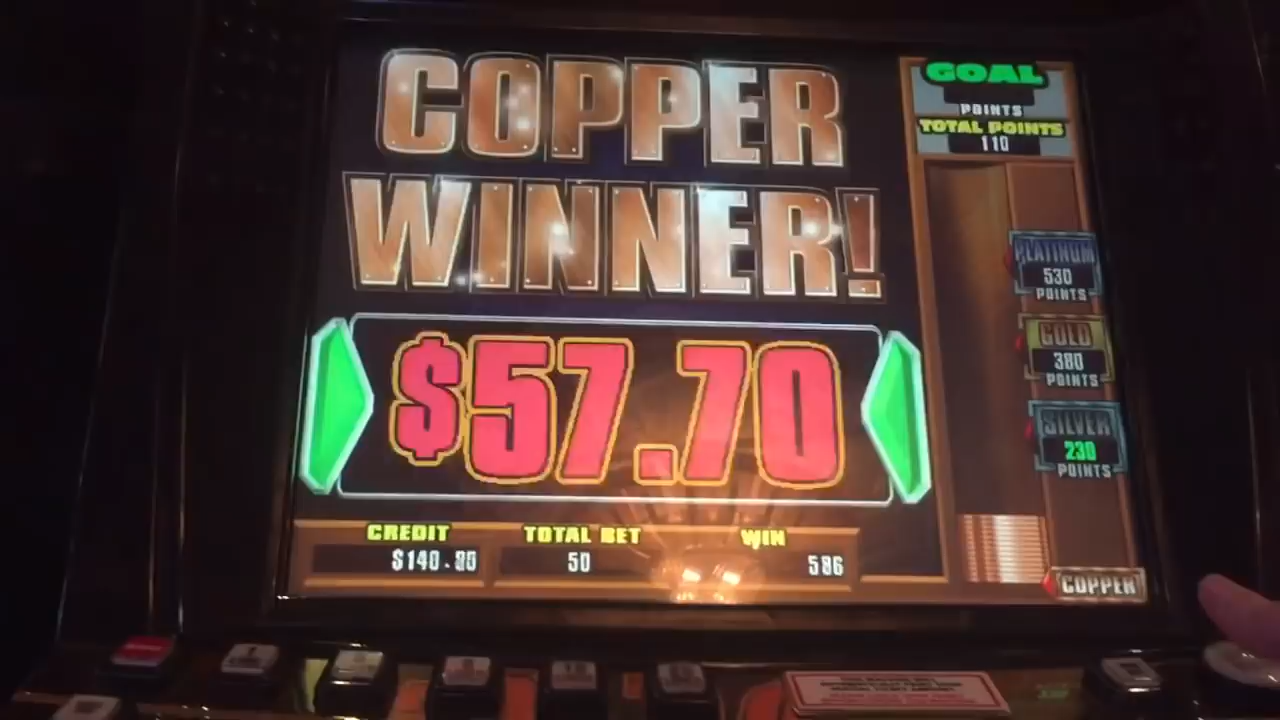 COPPER
WINNER!
$57.70
CREDIT
TOTAL BET
WIN
50
GOAL
POINTS
TOTAL POINTS
110
PLATINUM
530
POINTS
GOLD
380
POINTS
SILVER
230
POINTS
COPPER